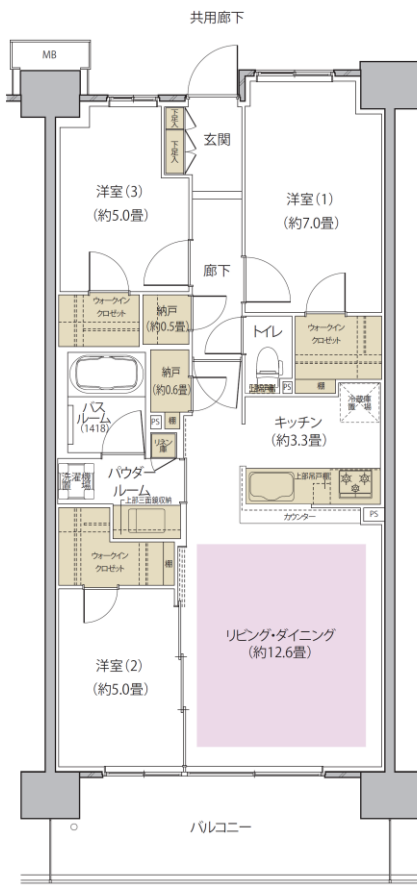 共用廊下
MB
下足入
下足入
玄関
洋室(3)
(約5.0畳)
洋室(1)
(約7.0畳)
廊下
ウォークイン
クロゼット
納戸
(約0.5畳)
トイレ
ウォークイン
クロゼット
納戸
(約0.6畳)
PS
棚
冷蔵庫
置場
バス
ルーム
(1418)
PS
棚
キッチン
(約3.3畳)
リネン
庫
洗濯機
置場
パウダー
ルーム
上部三面鏡収納
上部吊戸棚
カウンター
PS
ウォークイン
クロゼット
棚
リビング・ダイニング
(約12.6畳)
洋室(2)
(約5.0畳)
バルコニー